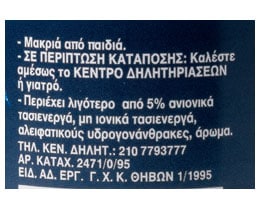 - Μακριά από παιδιά.
- ΣΕ ΠΕΡΙΠΤΩΣΗ ΚΑΤΑΠΟΣΗΣ: Καλέστε
αμέσως το ΚΕΝΤΡΟ ΔΗΛΗΤΗΡΙΑΣΕΩΝ
ή γιατρό.
- Περιέχει λιγότερο από 5% ανιονικά
τασιενεργά, μη ιονικά τασιενεργά,
αλειφατικούς υδρογονάνθρακες, άρωμα.
ΤΗΛ. ΚΕΝ. ΔΗΛΗΤ.: 210 7793777
ΑΡ. ΚΑΤΑΧ. 2471/0/95
ΕΙΔ. ΑΔ. ΕΡΓ. Γ. Χ. Κ. ΘΗΒΩΝ 1/1995